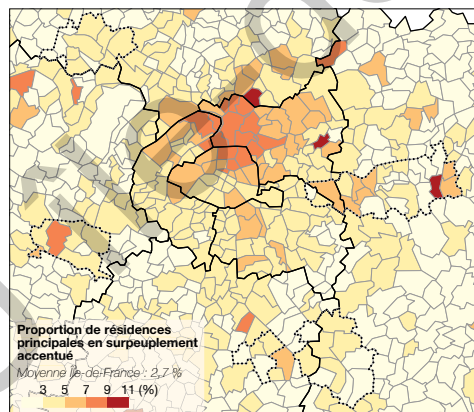 Proportion de résidences
principales en surpeuplement
accentué
Moyenne Île-de-France : 2,7 %
3 5 7 9 11 (%)